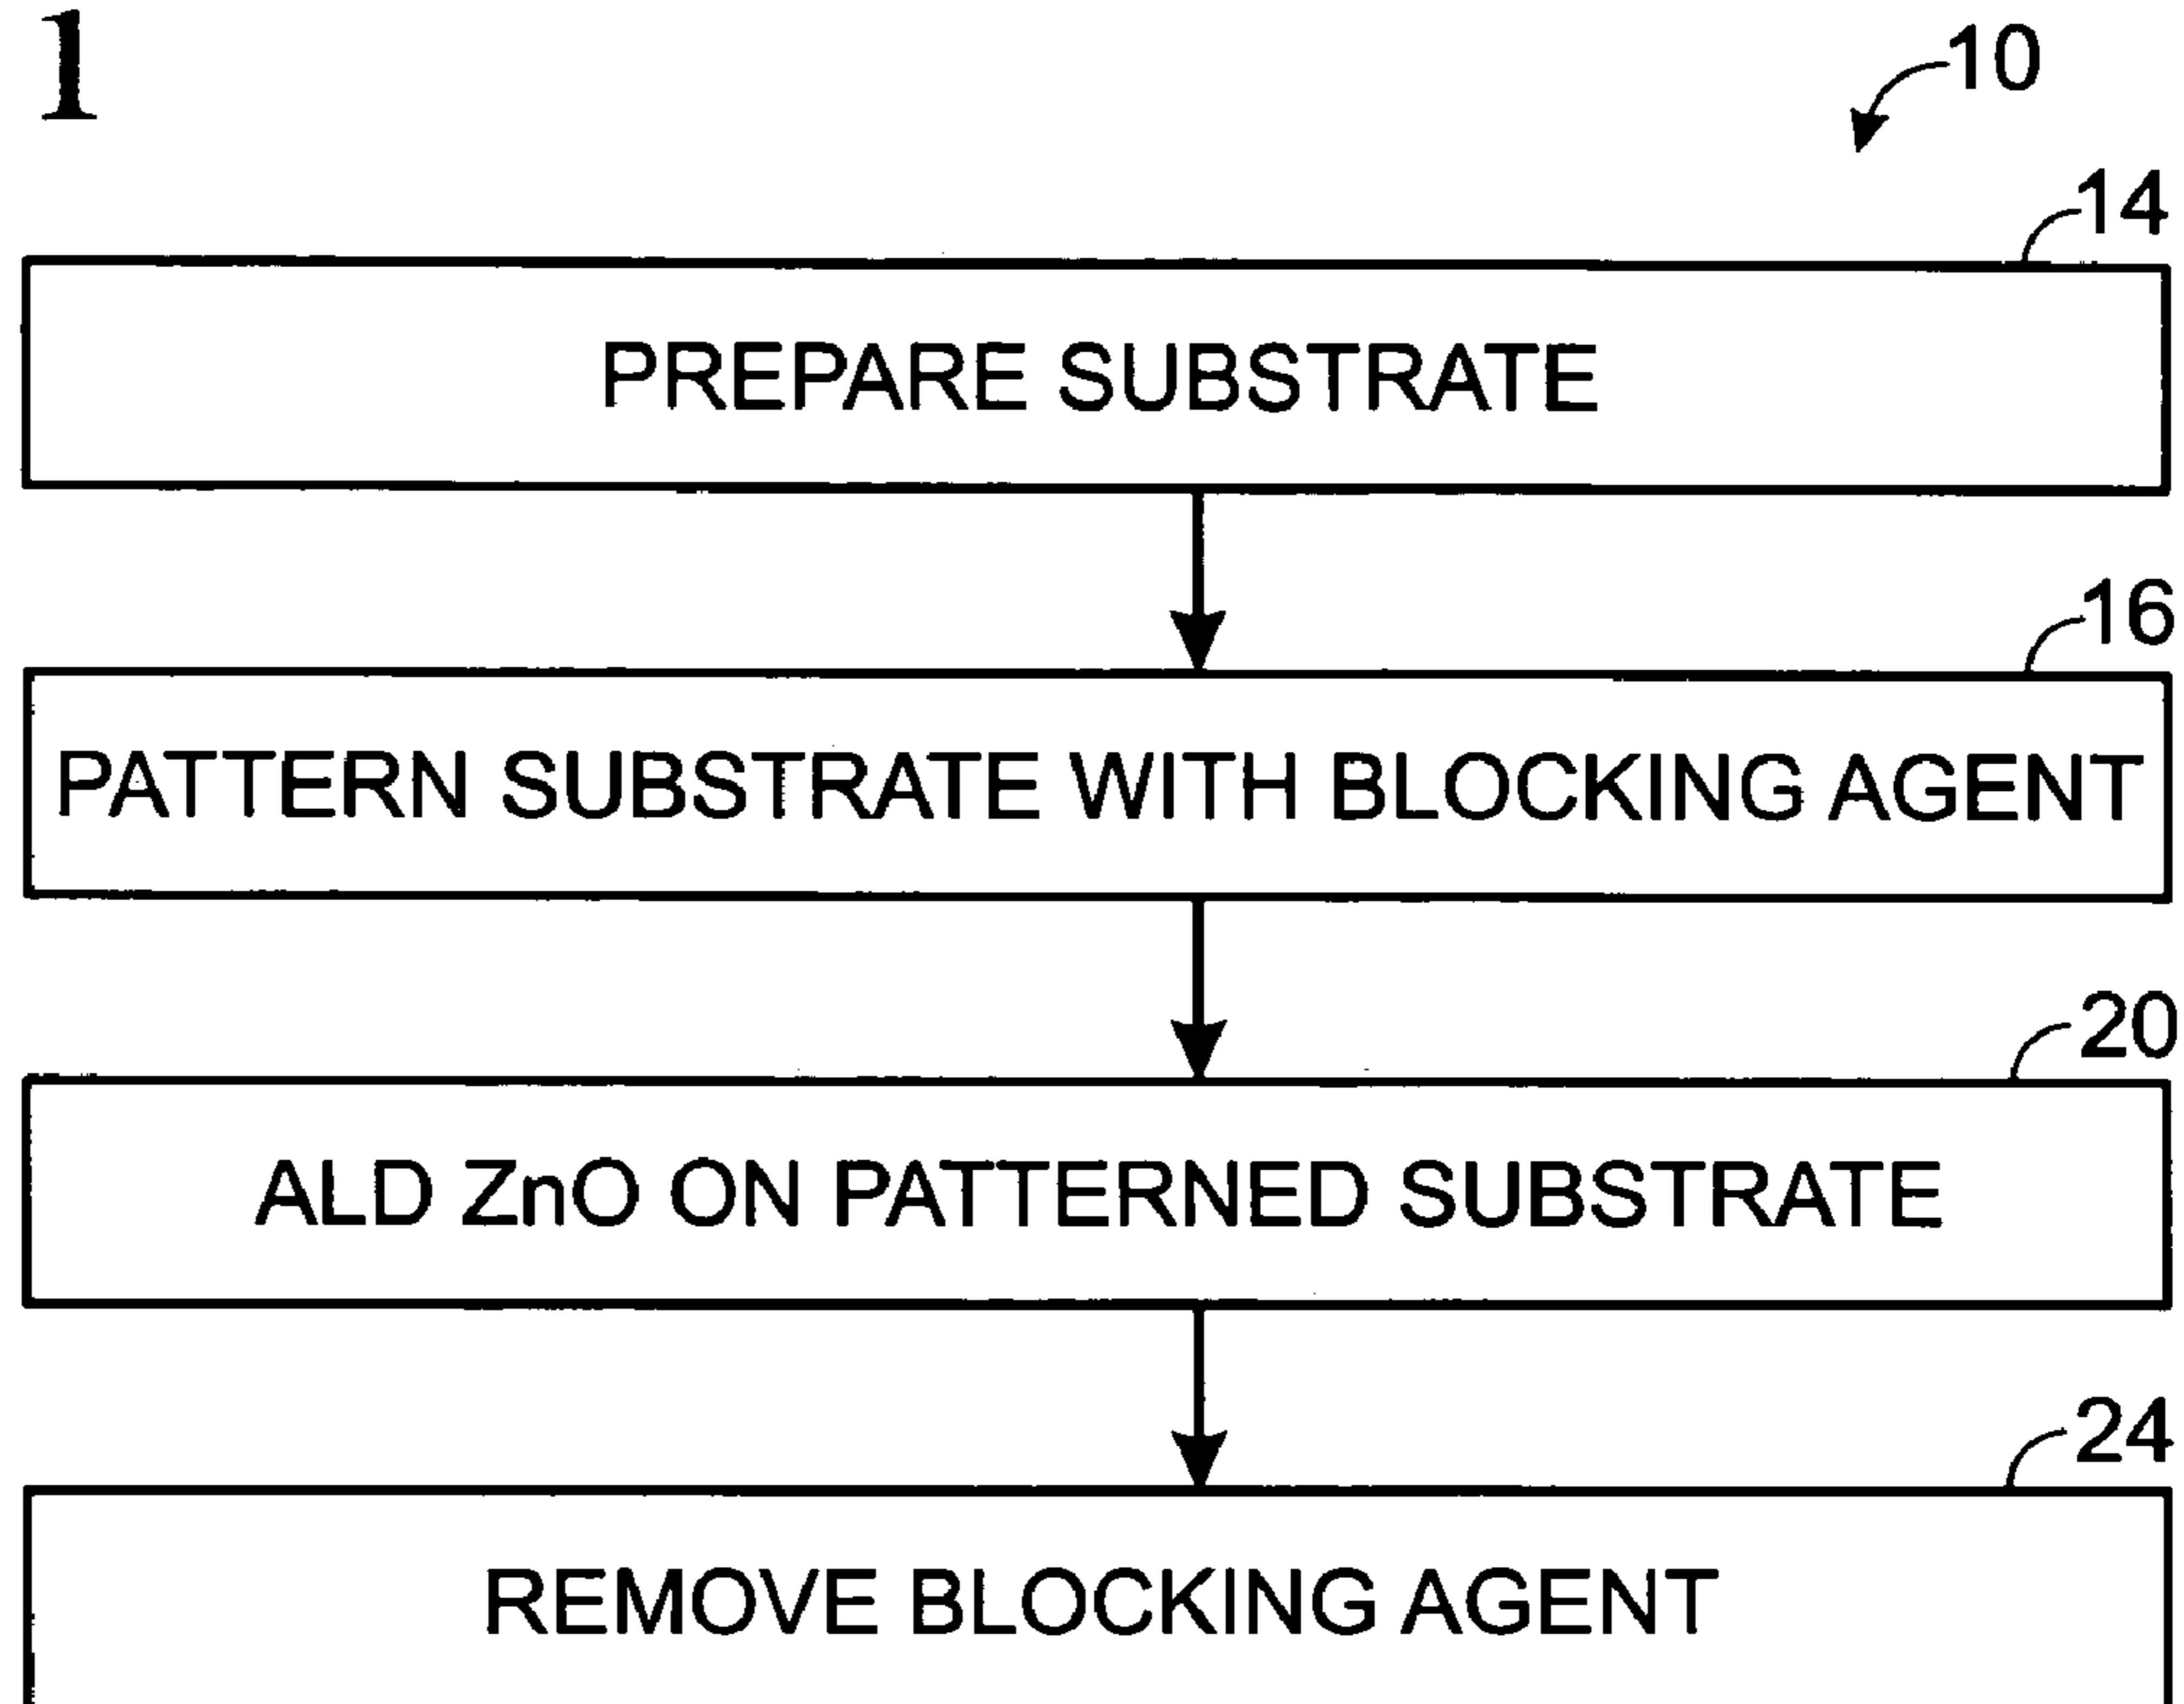 1
10
14
PREPARE SUBSTRATE
16
PATTERN SUBSTRATE WITH BLOCKING AGENT
20
ALD ZnO ON PATTERNED SUBSTRATE
24
REMOVE BLOCKING AGENT